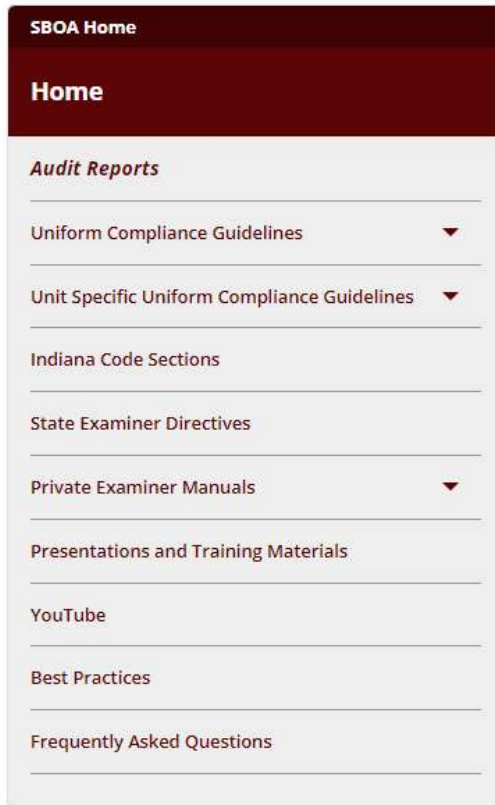 SBOA Home
Home
Audit Reports
Uniform Compliance Guidelines
Unit Specific Uniform Compliance Guidelines
Indiana Code Sections
State Examiner Directives
Private Examiner Manuals
Presentations and Training Materials
YouTube
Best Practices
Frequently Asked Questions